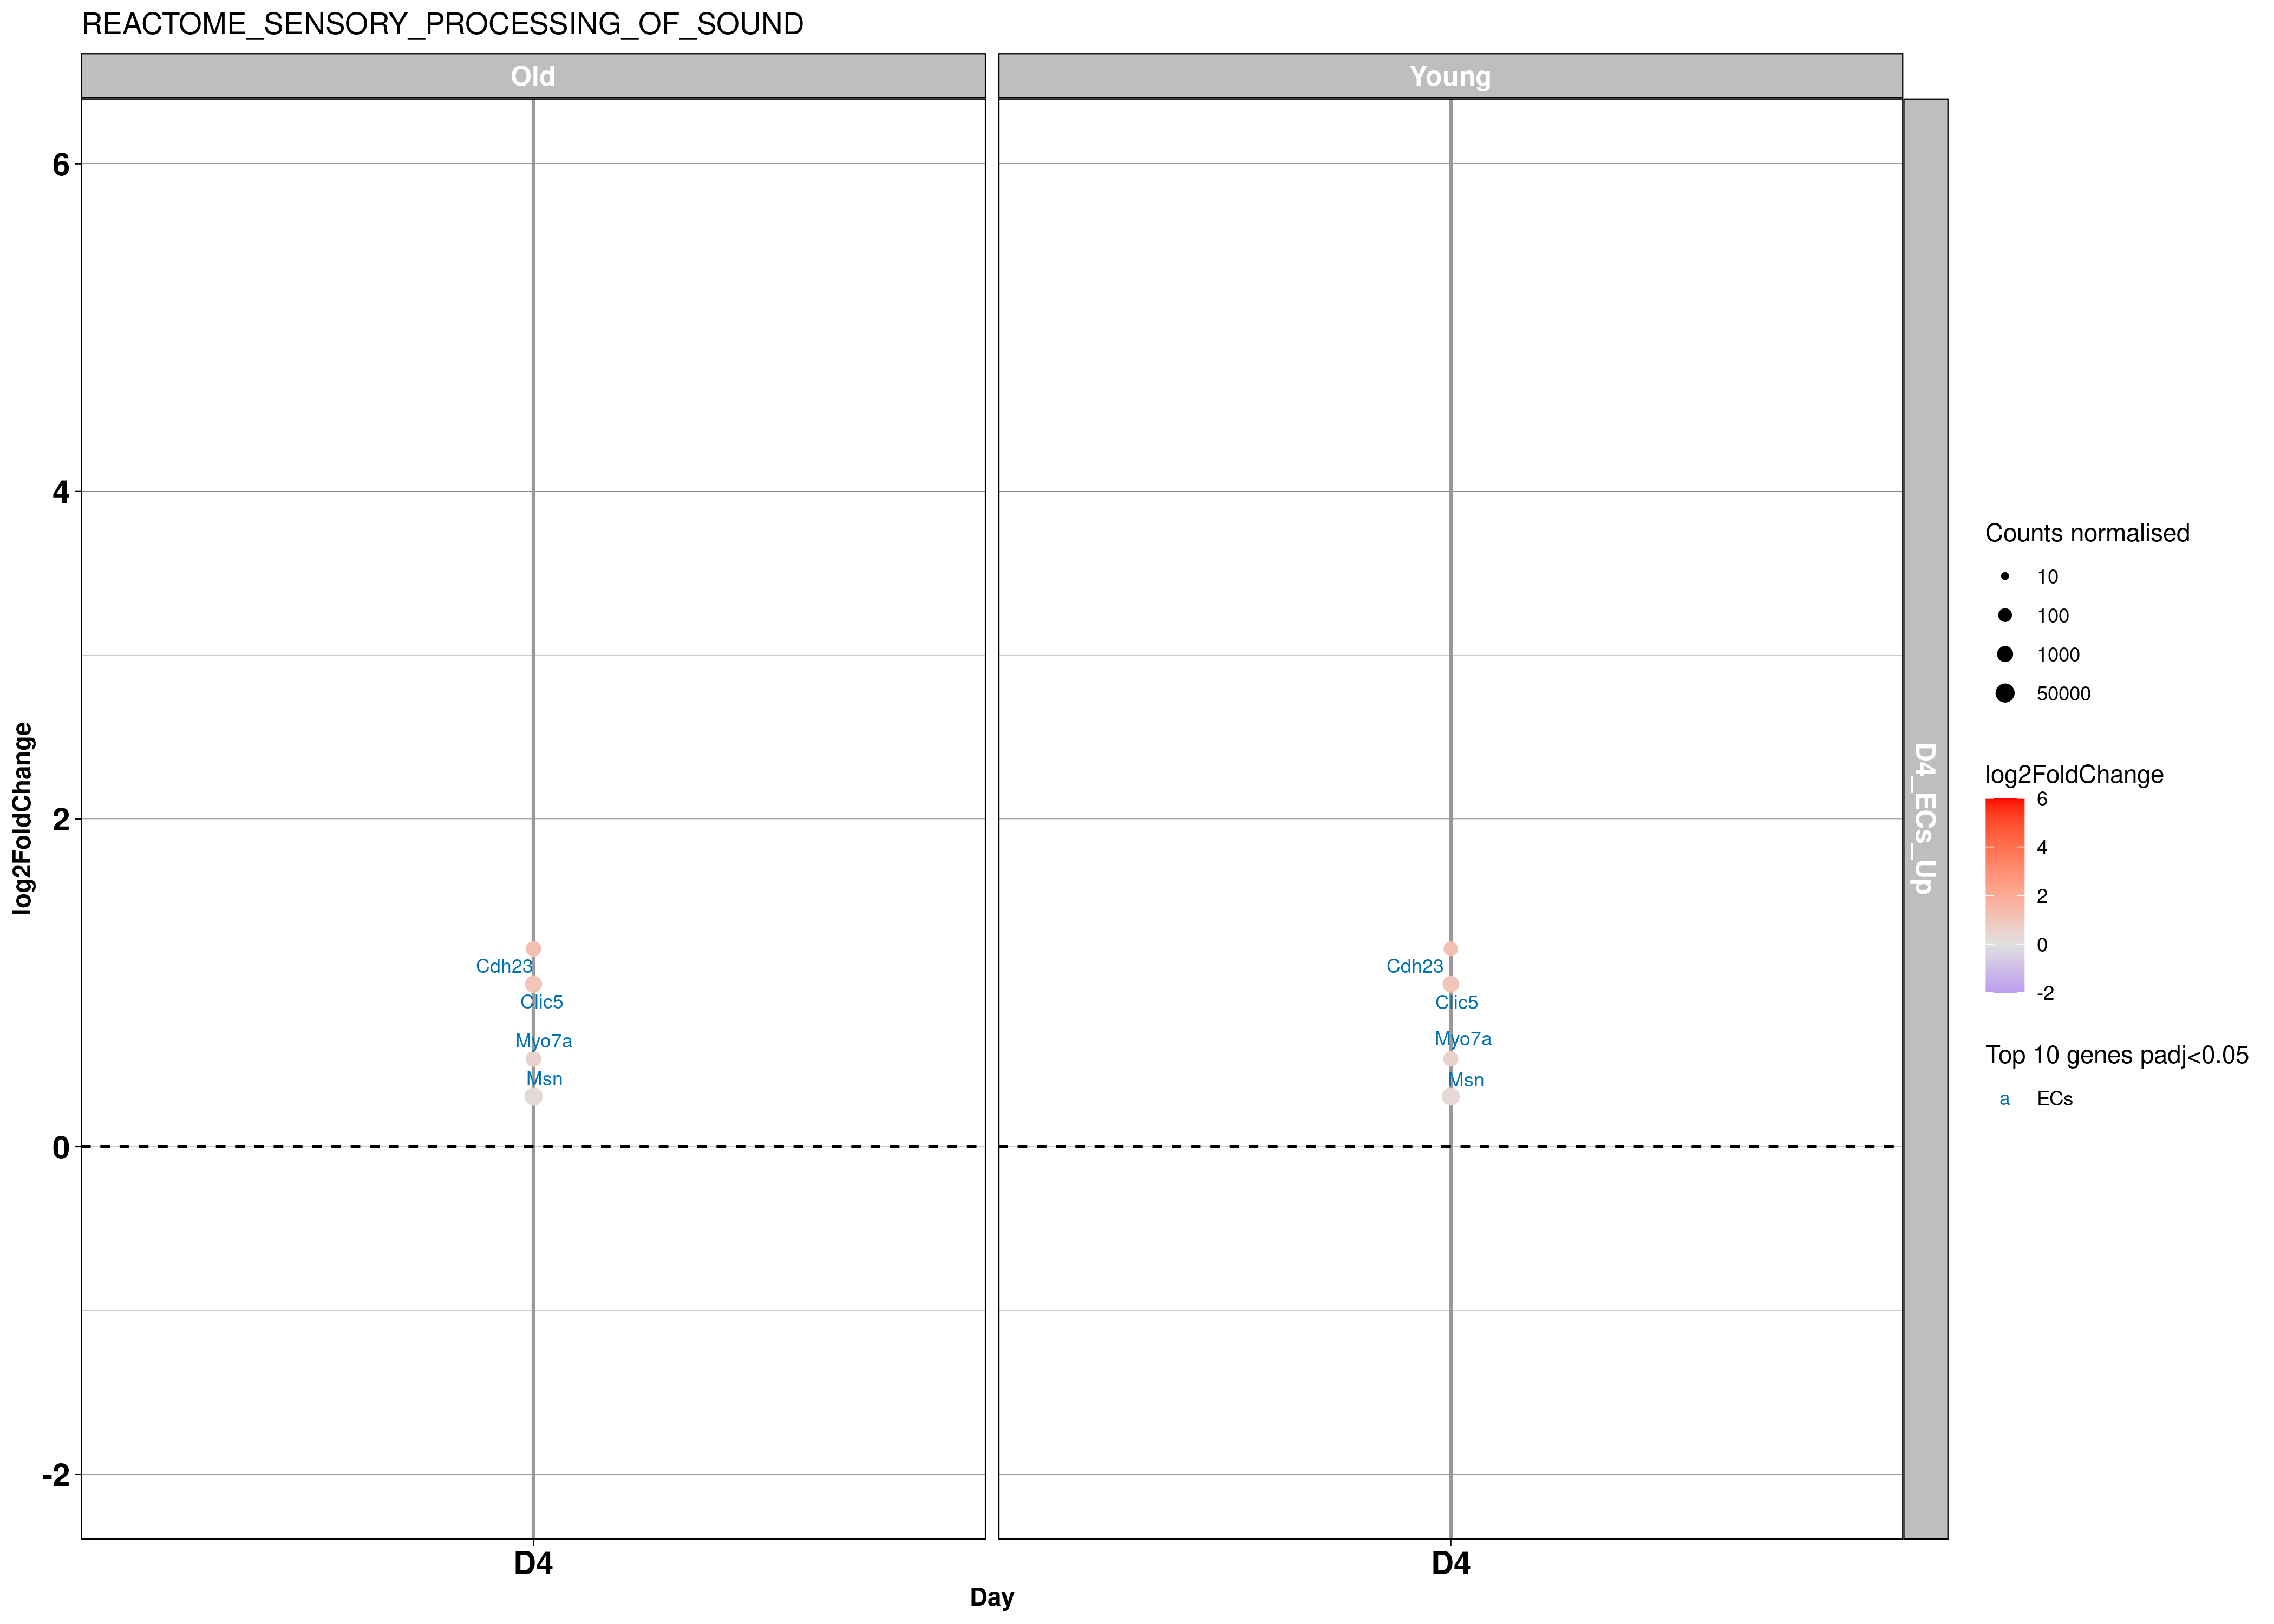 REACTOME_SENSORY_PROCESSING_OF_SOUND
Old
Young
6
4
2
0
-2
log2FoldChange
Cdh23
Clic5
Myo7a
Msn
Cdh23
Clic5
Myo7a
Msn
D4_ECs_Up
D4
D4
Day
Counts normalised
10
100
1000
50000
log2FoldChange
6
4
2
0
-2
Top 10 genes padj<0.05
a ECs